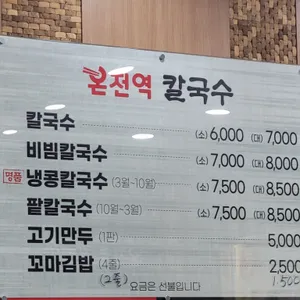 온전역 칼국수
칼국수 (소) 6,000 (대) 7,000
비빔칼국수 (소) 7,000 (대) 8,000
명품 냉콩칼국수 (3월~10월) (소) 7,500 (대) 8,500
팥칼국수 (10월~3월) (소) 7,500 (대) 8,500
고기만두 (1판) 5,000
꼬마김밥 (4줄) 2,500
(2줄) 1,500
요금은 선불입니다